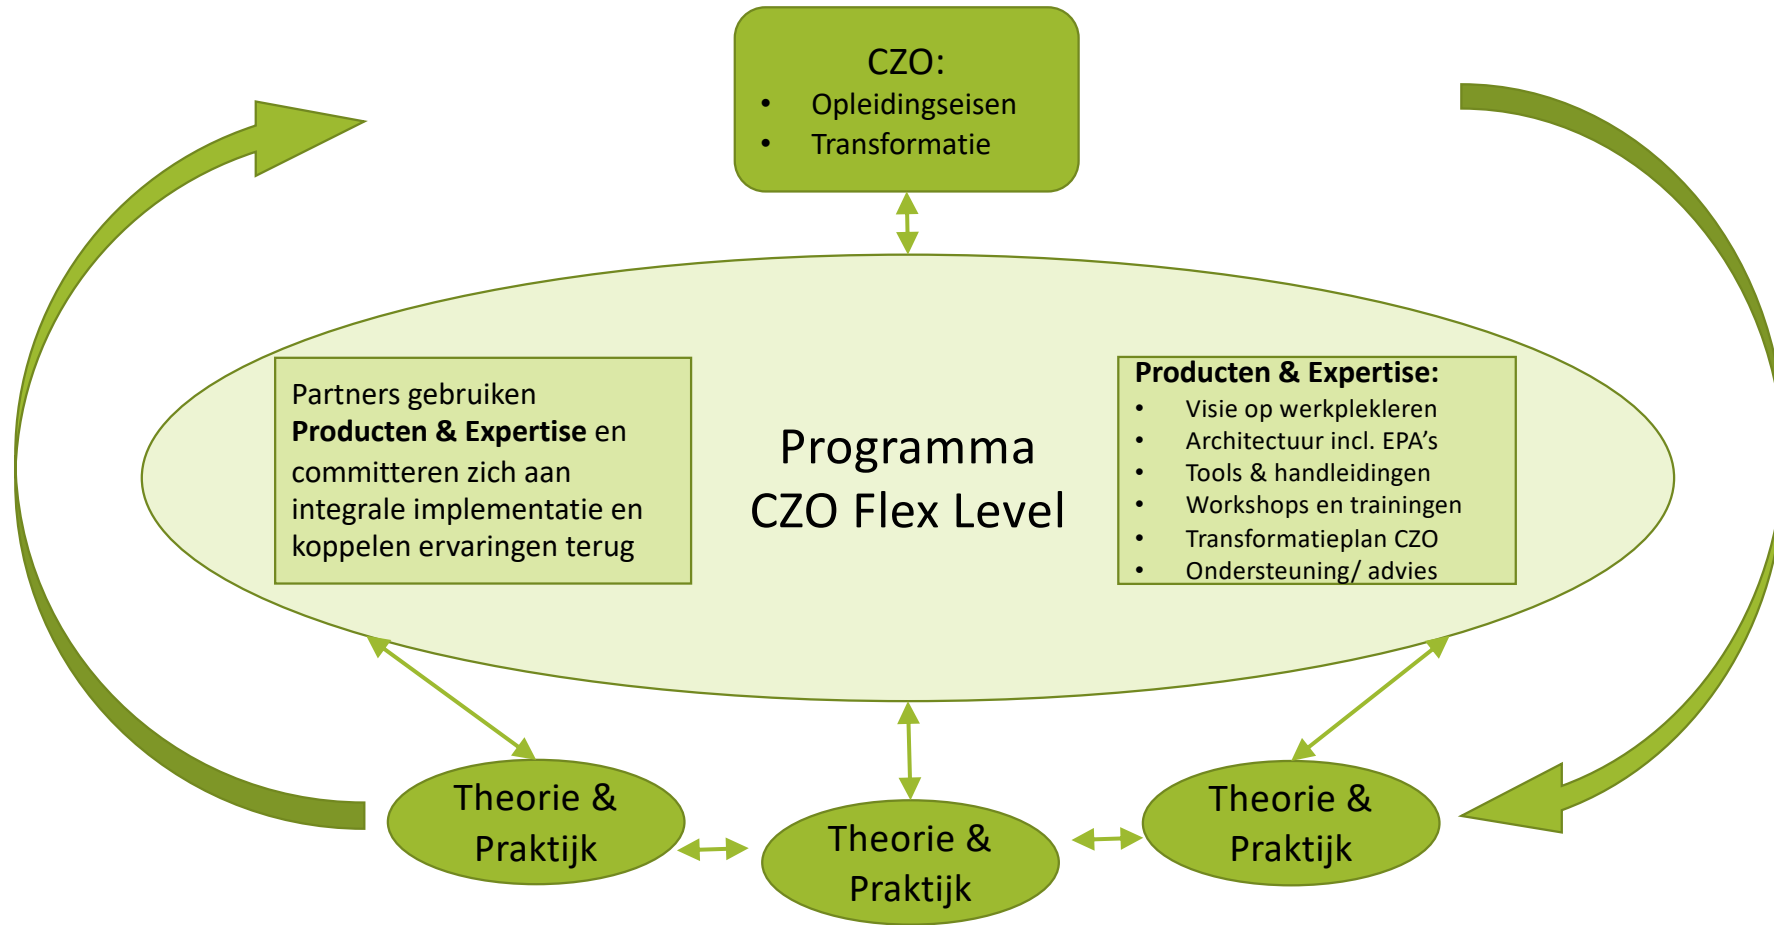 CZO:
• Opleidingseisen
• Transformatie
Partners gebruiken
Producten & Expertise en
committeren zich aan
integrale implementatie en
koppelen ervaringen terug
Programma
CZO Flex Level
Producten & Expertise:
• Visie op werkplekleren
• Architectuur incl. EPA’s
• Tools & handleidingen
• Workshops en trainingen
• Transformatieplan CZO
• Ondersteuning/ advies
Theorie &
Praktijk
Theorie &
Praktijk
Theorie &
Praktijk